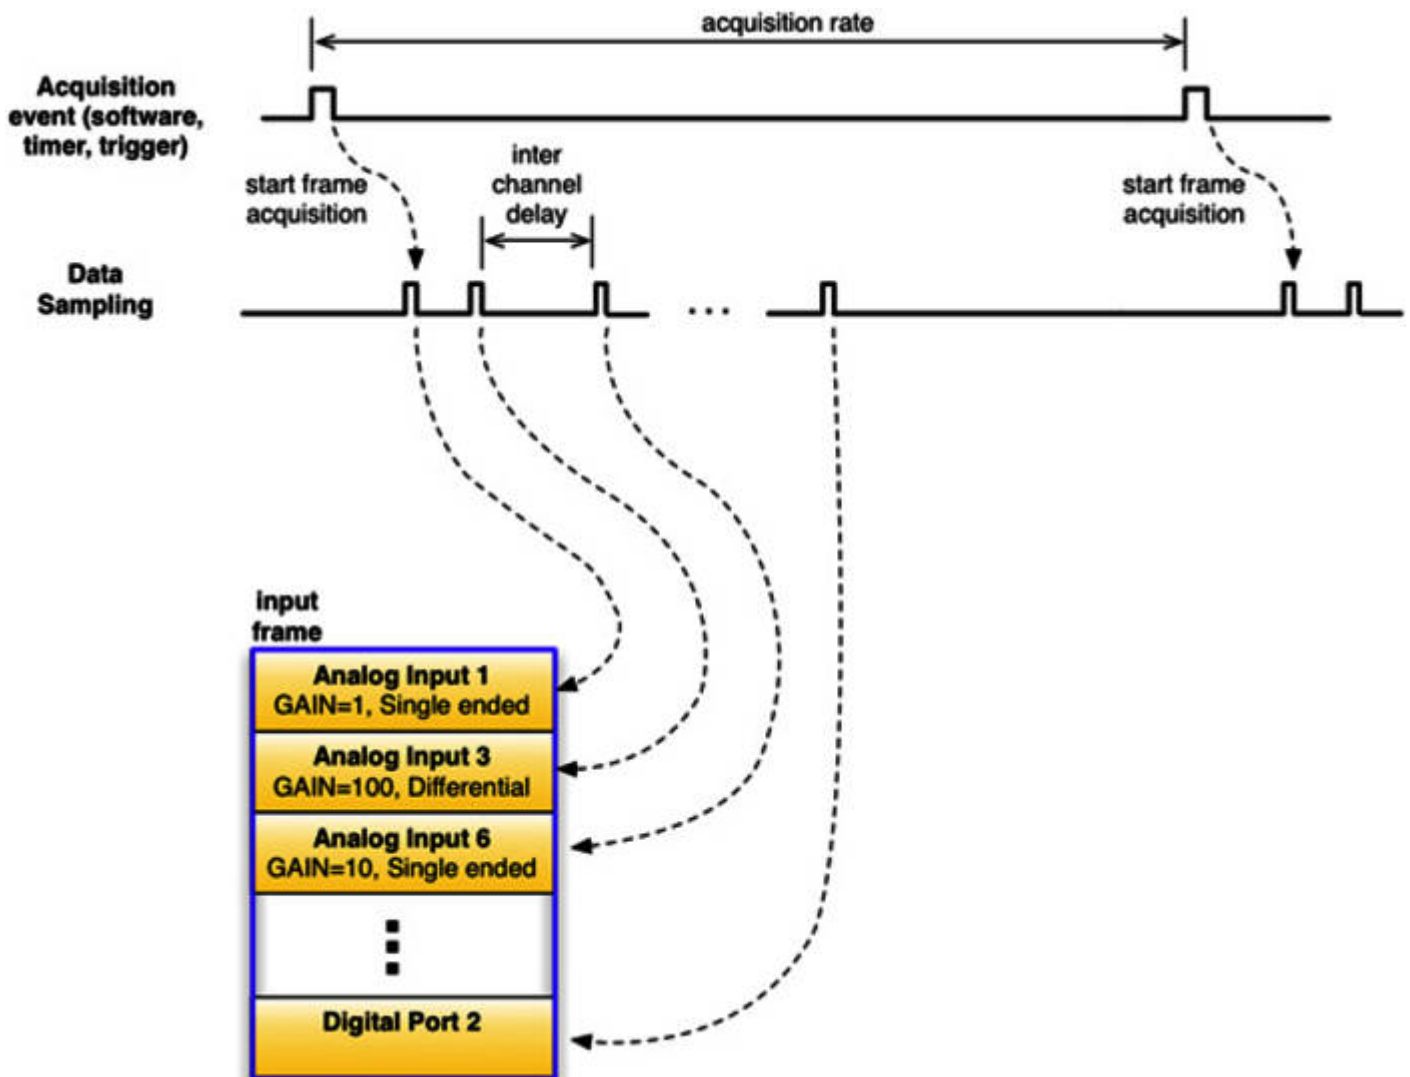 acquisition rate
Acquisition
event (software,
timer, trigger)
inter
channel
delay
start frame
acquisition
start frame
acquisition
Data
Sampling
...
input
frame
Analog Input 1
GAIN=1, Single ended
Analog Input 3
GAIN=100, Differential
Analog Input 6
GAIN=10, Single ended
Digital Port 2